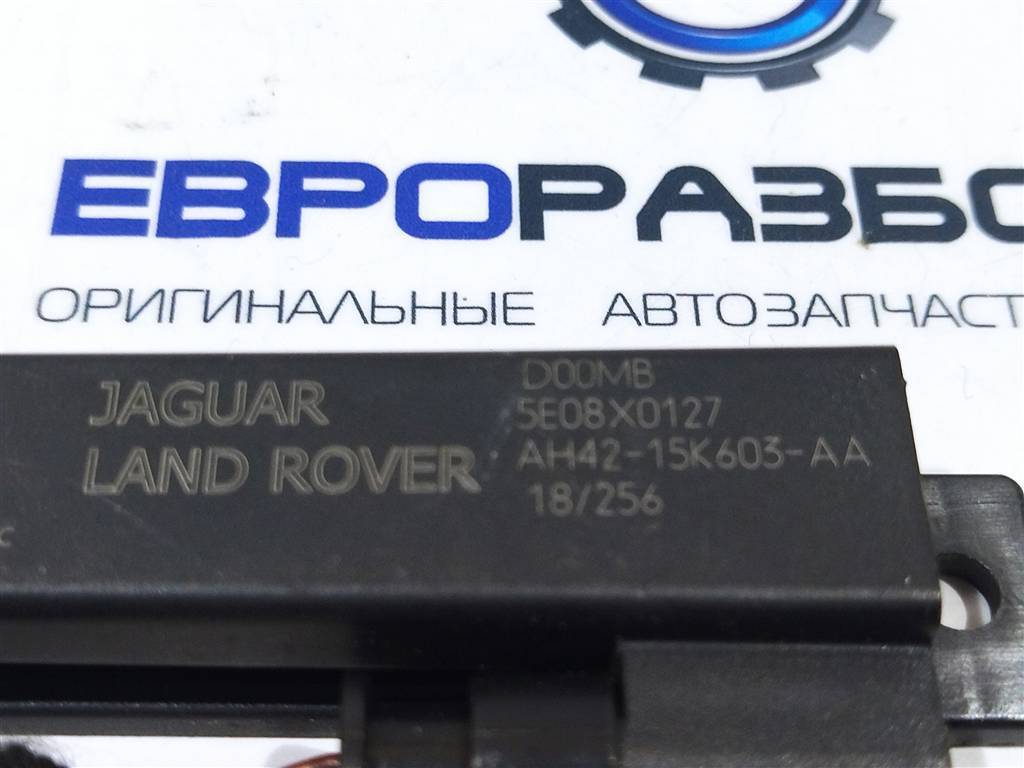 ЕВРОРАЗБО
ОРИГИНАЛЬНЫЕ АВТОЗАПЧАСТ
JAGUAR
LAND ROVER
D00MB
5E08X0127
AH42-15K603-AA
18/256
c